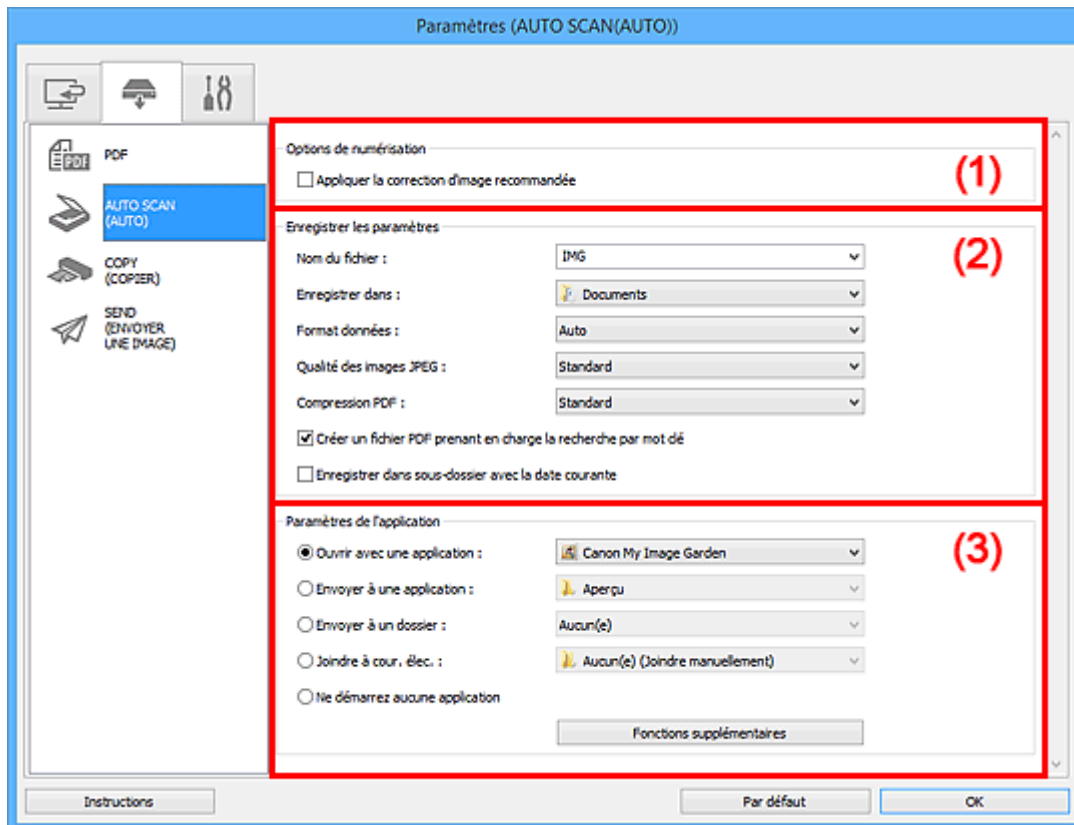 Paramètres (AUTO SCAN(AUTO))
PDF
PDF
AUTO SCAN
(AUTO)
COPY
(COPIER)
SEND
(ENVOYER
UNE IMAGE)
Options de numérisation
Appliquer la correction d'image recommandée
(1)
Enregistrer les paramètres
(2)
Nom du fichier : IMG
Enregistrer dans : Documents
Format données : Auto
Qualité des images JPEG : Standard
Compression PDF : Standard
Créer un fichier PDF prenant en charge la recherche par mot clé
Enregistrer dans sous-dossier avec la date courante
Paramètres de l'application
(3)
Ouvrir avec une application : Canon My Image Garden
Envoyer à une application : Aperçu
Envoyer à un dossier : Aucun(e)
Joindre à cour. élec. : Aucun(e) (Joindre manuellement)
Ne démarrez aucune application
Fonctions supplémentaires
Instructions
Par défaut
OK